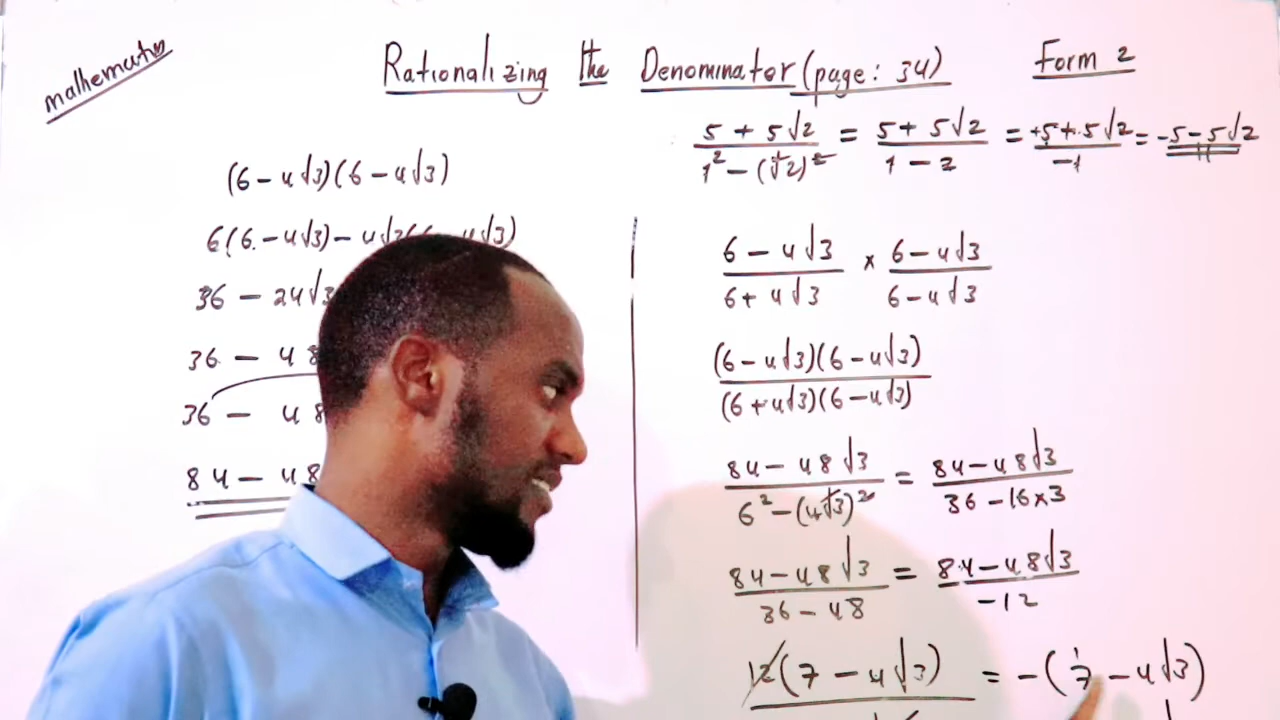 mathematics
Rationalizing the Denominator (page: 34)
Form 2
(5 + 5√2)/(1² − (√2)²) = (5 + 5√2)/(1 − 2) = (+5 + 5√2)/(−1) = −5 − 5√2
(6 − 4√3)(6 − 4√3)
6(6 − 4√3) − 4√3(6 − 4√3)
36 − 24√3
36 − 48
36 − 48
84 − 48
(6 − 4√3)/(6 + 4√3) × (6 − 4√3)/(6 − 4√3)
(6 − 4√3)(6 − 4√3)/(6 + 4√3)(6 − 4√3)
(84 − 48√3)/(6² − (4√3)²) = (84 − 48√3)/(36 − 16×3)
(84 − 48√3)/(36 − 48) = (84 − 48√3)/(−12)
12(7 − 4√3) = −(7 − 4√3)